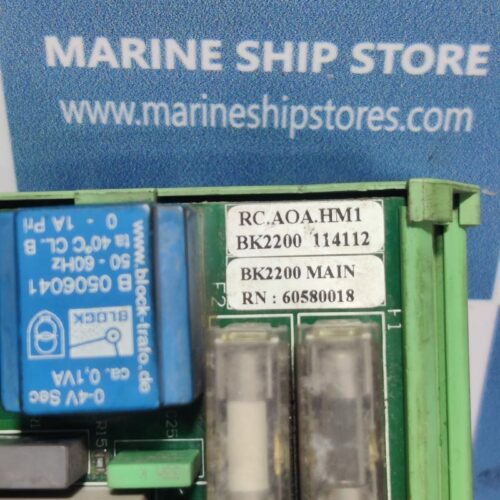 MARINE SHIP STORE
www.marineshipstores.com
RC.AOA.HM1
BK2200 114112
BK2200 MAIN
RN : 60580018
F2
F1
www.block-trafo.de
0 - 1A Pri
ta 40°C CL.B
50 - 60Hz
B 0506041
BLOCK
0-4V Sec
ca. 0,1VA